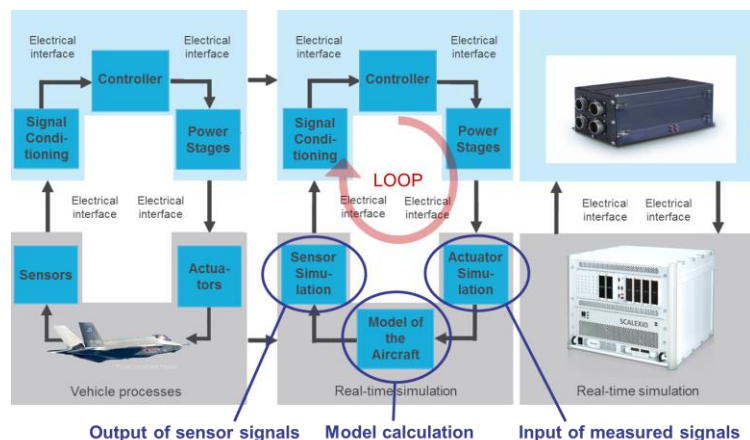 Electrical
interface
Controller
Electrical
interface
Signal
Condi-
tioning
Power
Stages
Electrical
interface
Electrical
interface
Sensors
Actua-
tors
Vehicle processes
Electrical
interface
Controller
Electrical
interface
Signal
Condi-
tioning
Power
Stages
LOOP
Electrical
interface
Electrical
interface
Sensor
Simu-
lation
Actuator
Simu-
lation
Model of
the
Aircraft
Real-time simulation
Electrical
interface
Electrical
interface
SCALEXIO
Real-time simulation
Output of sensor signals
Model calculation
Input of measured signals